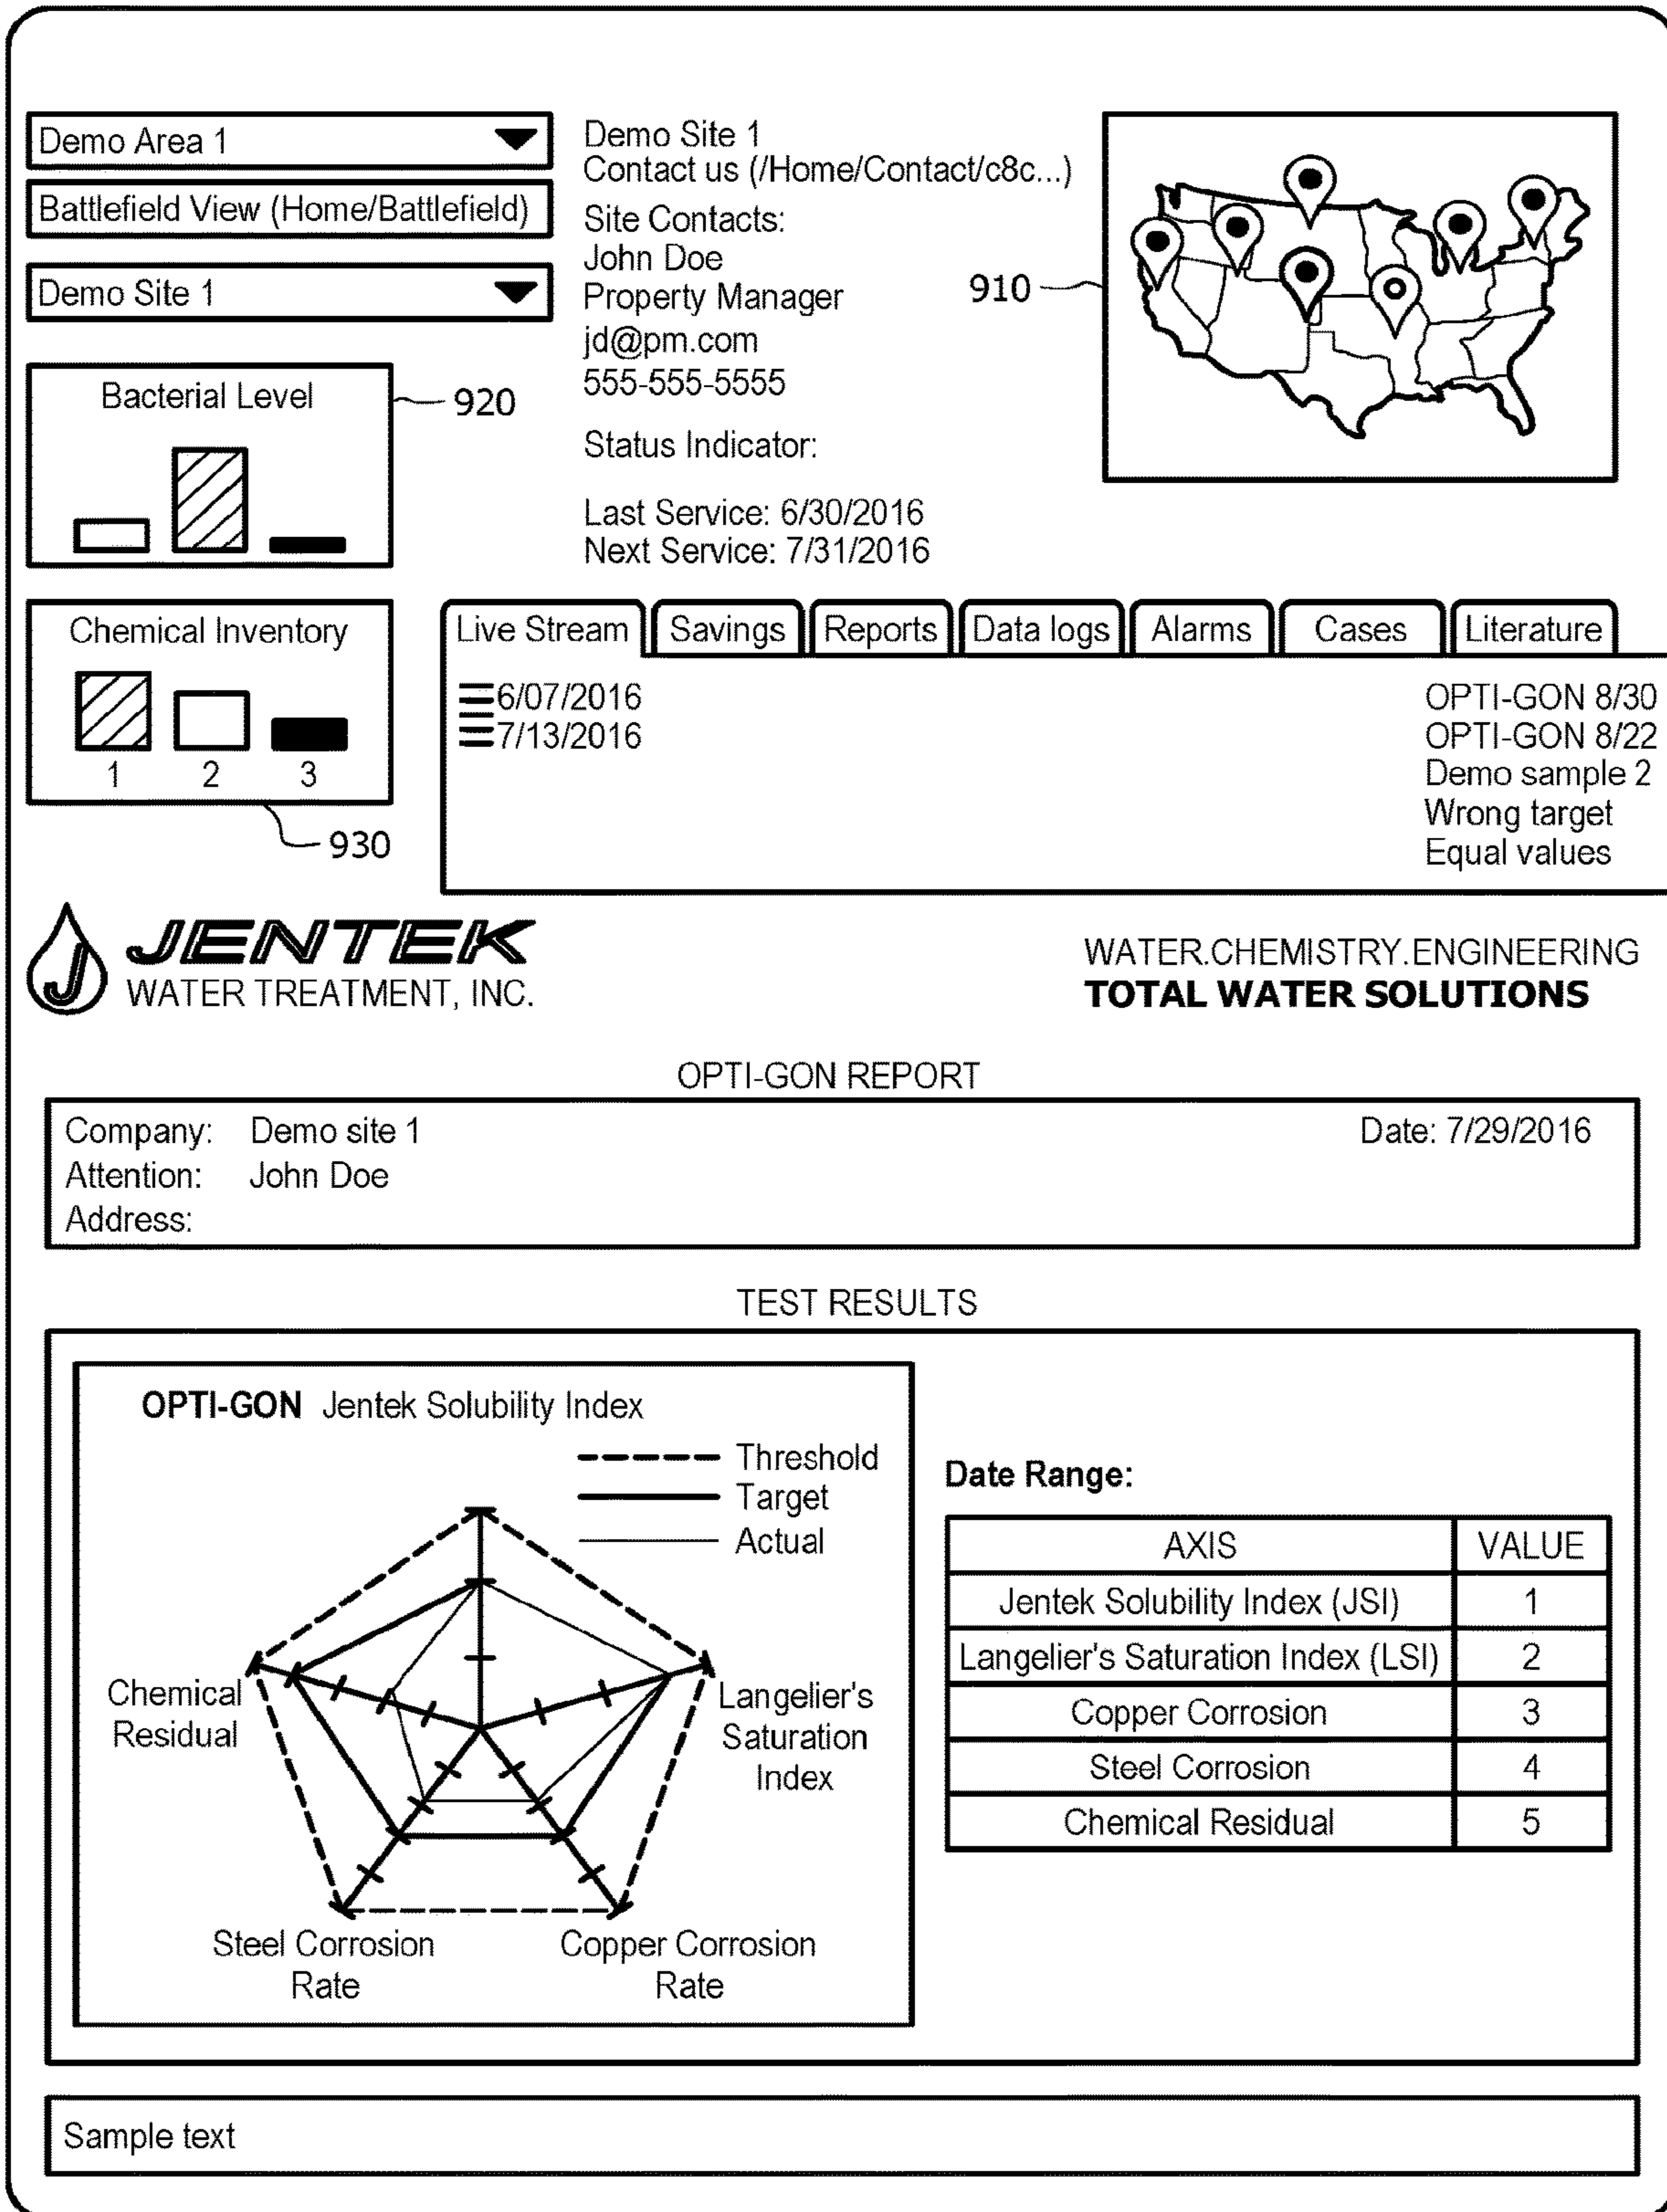 Demo Area 1
Battlefield View (Home/Battlefield)
Demo Site 1
Demo Site 1
Contact us (/Home/Contact/c8c...)
Site Contacts:
John Doe
Property Manager
jd@pm.com
555-555-5555
Status Indicator:
Last Service: 6/30/2016
Next Service: 7/31/2016
910
Bacterial Level
920
Chemical Inventory
1 2 3
930
Live Stream Savings Reports Data logs Alarms Cases Literature
6/07/2016
7/13/2016
OPTI-GON 8/30
OPTI-GON 8/22
Demo sample 2
Wrong target
Equal values
J JENTEK
WATER TREATMENT, INC.
WATER.CHEMISTRY.ENGINEERING
TOTAL WATER SOLUTIONS
OPTI-GON REPORT
Company: Demo site 1 Date: 7/29/2016
Attention: John Doe
Address:
TEST RESULTS
OPTI-GON Jentek Solubility Index
Threshold
Target
Actual
Chemical
Residual
Langelier's
Saturation
Index
Steel Corrosion
Rate
Copper Corrosion
Rate
Date Range:
AXIS VALUE
Jentek Solubility Index (JSI) 1
Langelier's Saturation Index (LSI) 2
Copper Corrosion 3
Steel Corrosion 4
Chemical Residual 5
Sample text